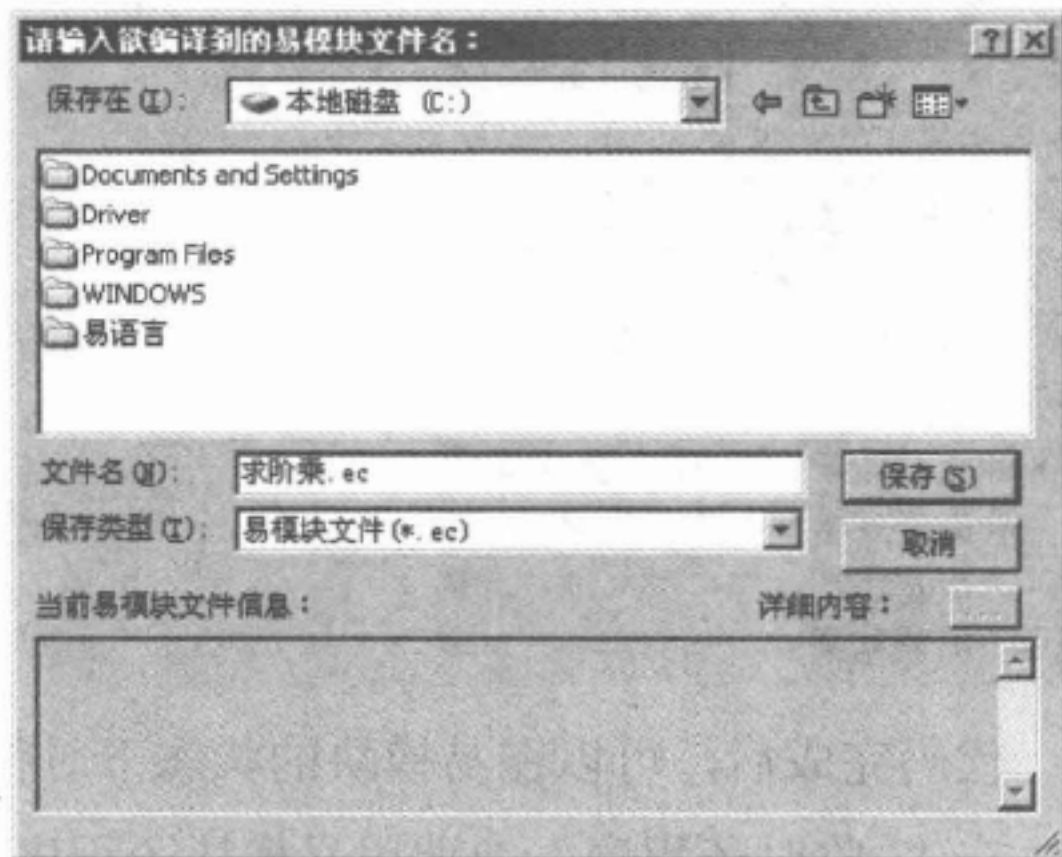 请输入欲编译到的易模块文件名：
保存在(I)： 本地磁盘 (C:)
Documents and Settings
Driver
Program Files
WINDOWS
易语言
文件名(N)： 求阶乘.ec 保存(S)
保存类型(T)： 易模块文件(*.ec) 取消
当前易模块文件信息： 详细内容： ...